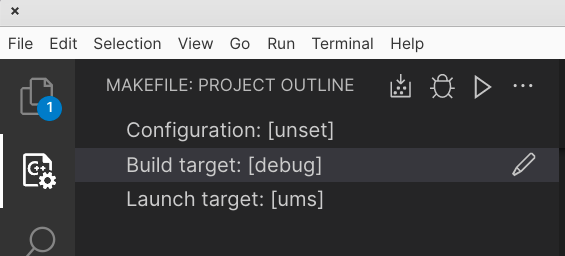 File Edit Selection View Go Run Terminal Help
1
MAKEFILE: PROJECT OUTLINE
C++
Configuration: [unset]
Build target: [debug]
Launch target: [ums]